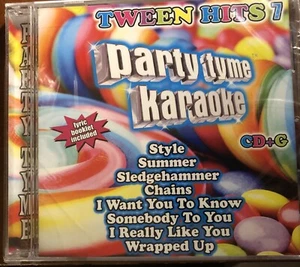 TWEEN HITS 7
party tyme
karaoke
lyric
booklet
included
CD+G
Style
Summer
Sledgehammer
Chains
I Want You To Know
Somebody To You
I Really Like You
Wrapped Up
PARTY TYME